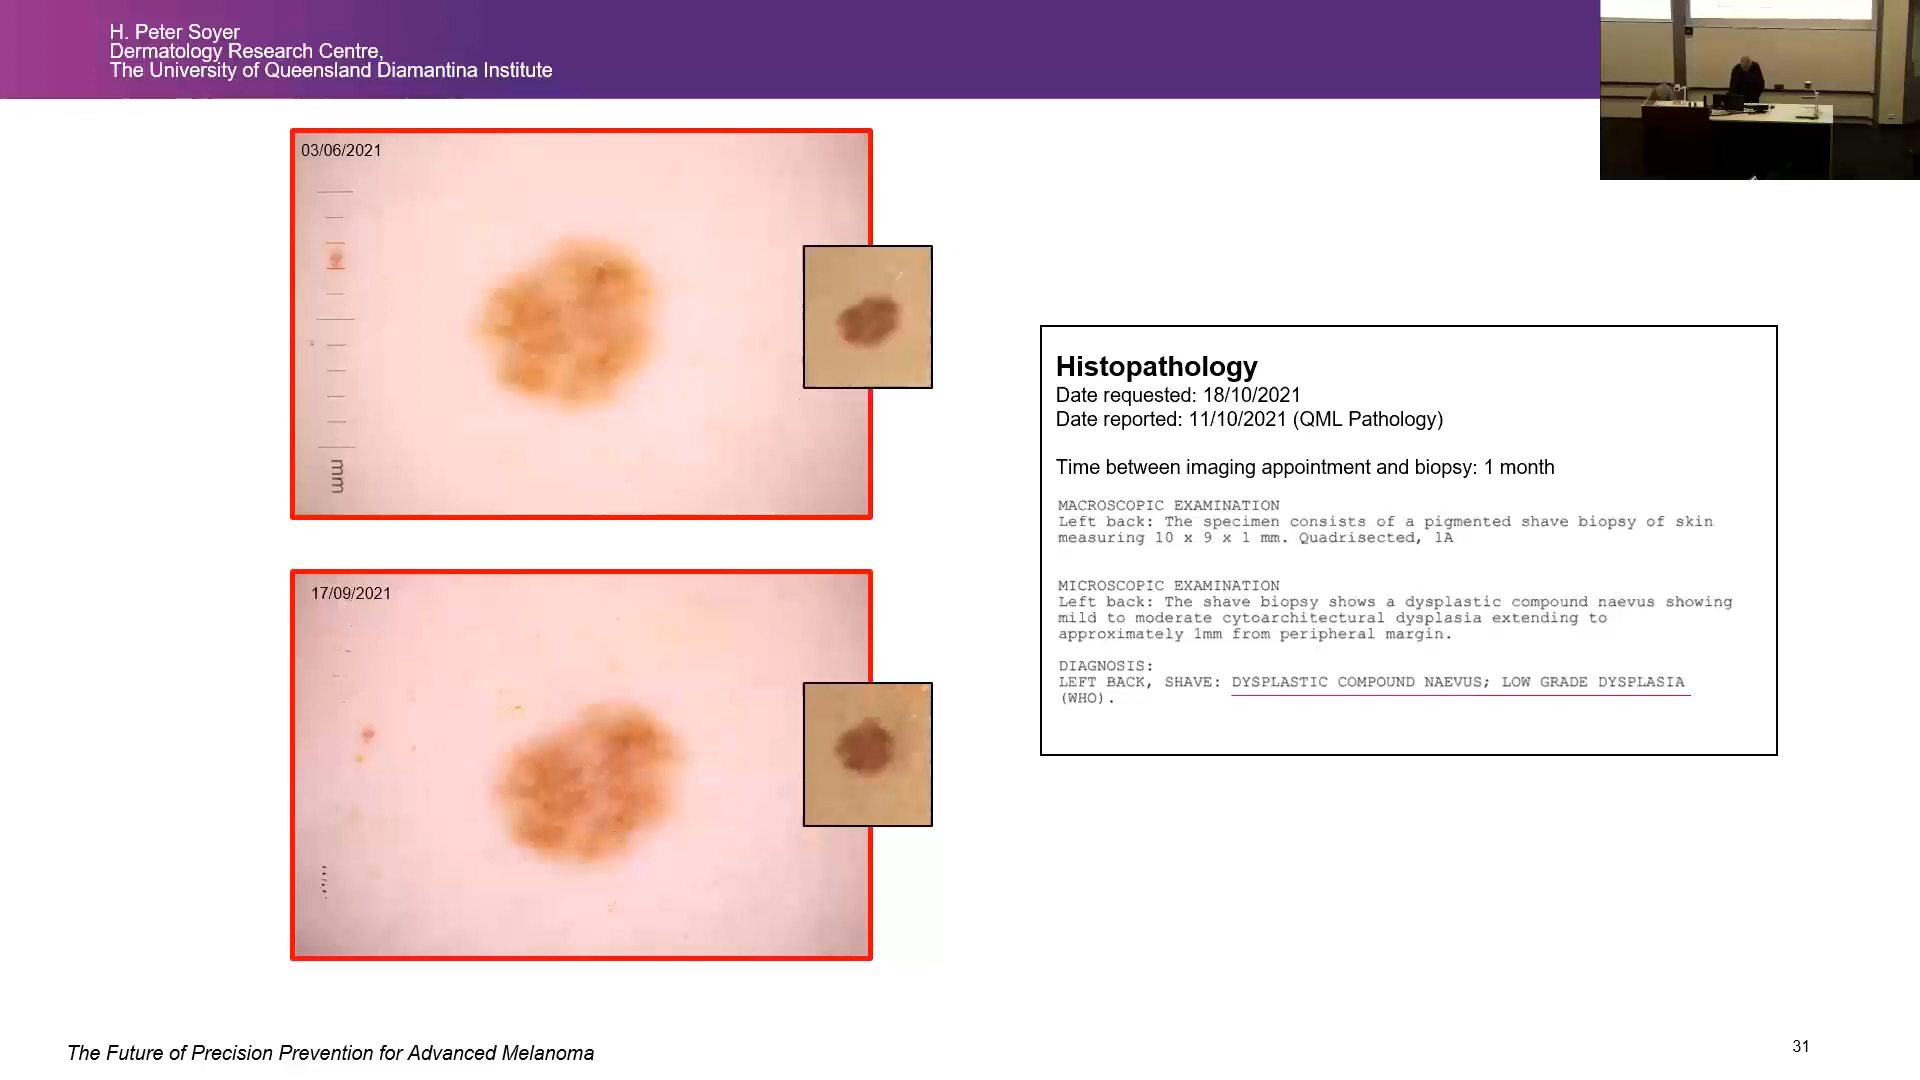 H. Peter Soyer
Dermatology Research Centre,
The University of Queensland Diamantina Institute
03/06/2021
mm
17/09/2021
Histopathology
Date requested: 18/10/2021
Date reported: 11/10/2021 (QML Pathology)
Time between imaging appointment and biopsy: 1 month
MACROSCOPIC EXAMINATION
Left back: The specimen consists of a pigmented shave biopsy of skin
measuring 10 x 9 x 1 mm. Quadrisected, 1A
MICROSCOPIC EXAMINATION
Left back: The shave biopsy shows a dysplastic compound naevus showing
mild to moderate cytoarchitectural dysplasia extending to
approximately 1mm from peripheral margin.
DIAGNOSIS:
LEFT BACK, SHAVE: DYSPLASTIC COMPOUND NAEVUS; LOW GRADE DYSPLASIA
(WHO).
The Future of Precision Prevention for Advanced Melanoma
31